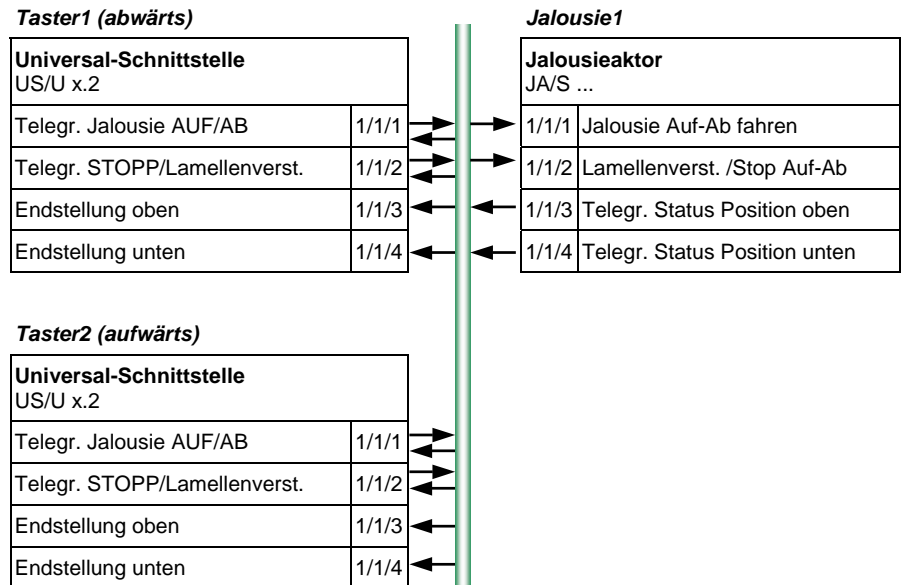 Taster1 (abwärts)
Universal-Schnittstelle
US/U x.2
Telegr. Jalousie AUF/AB 1/1/1
Telegr. STOPP/Lamellenverst. 1/1/2
Endstellung oben 1/1/3
Endstellung unten 1/1/4
Jalousie1
Jalousieaktor
JA/S ...
1/1/1 Jalousie Auf-Ab fahren
1/1/2 Lamellenverst. /Stop Auf-Ab
1/1/3 Telegr. Status Position oben
1/1/4 Telegr. Status Position unten
Taster2 (aufwärts)
Universal-Schnittstelle
US/U x.2
Telegr. Jalousie AUF/AB 1/1/1
Telegr. STOPP/Lamellenverst. 1/1/2
Endstellung oben 1/1/3
Endstellung unten 1/1/4